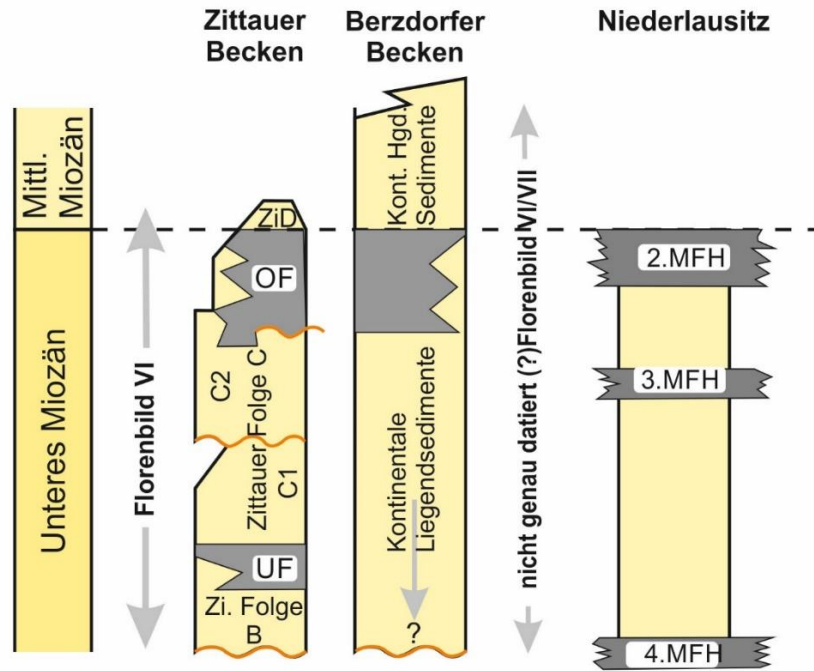 Zittauer
Becken
Berzdorfer
Becken
Niederlausitz
Mittl.
Miozän
Unteres Miozän
Florenbild VI
ZiD
OF
C2
Zittauer Folge C
C1
UF
Zi. Folge
B
Kont. Hgd.
Sedimente
Kontinentale
Liegendsedimente
?
nicht genau datiert (?)Florenbild VI/VII
2.MFH
3.MFH
4.MFH